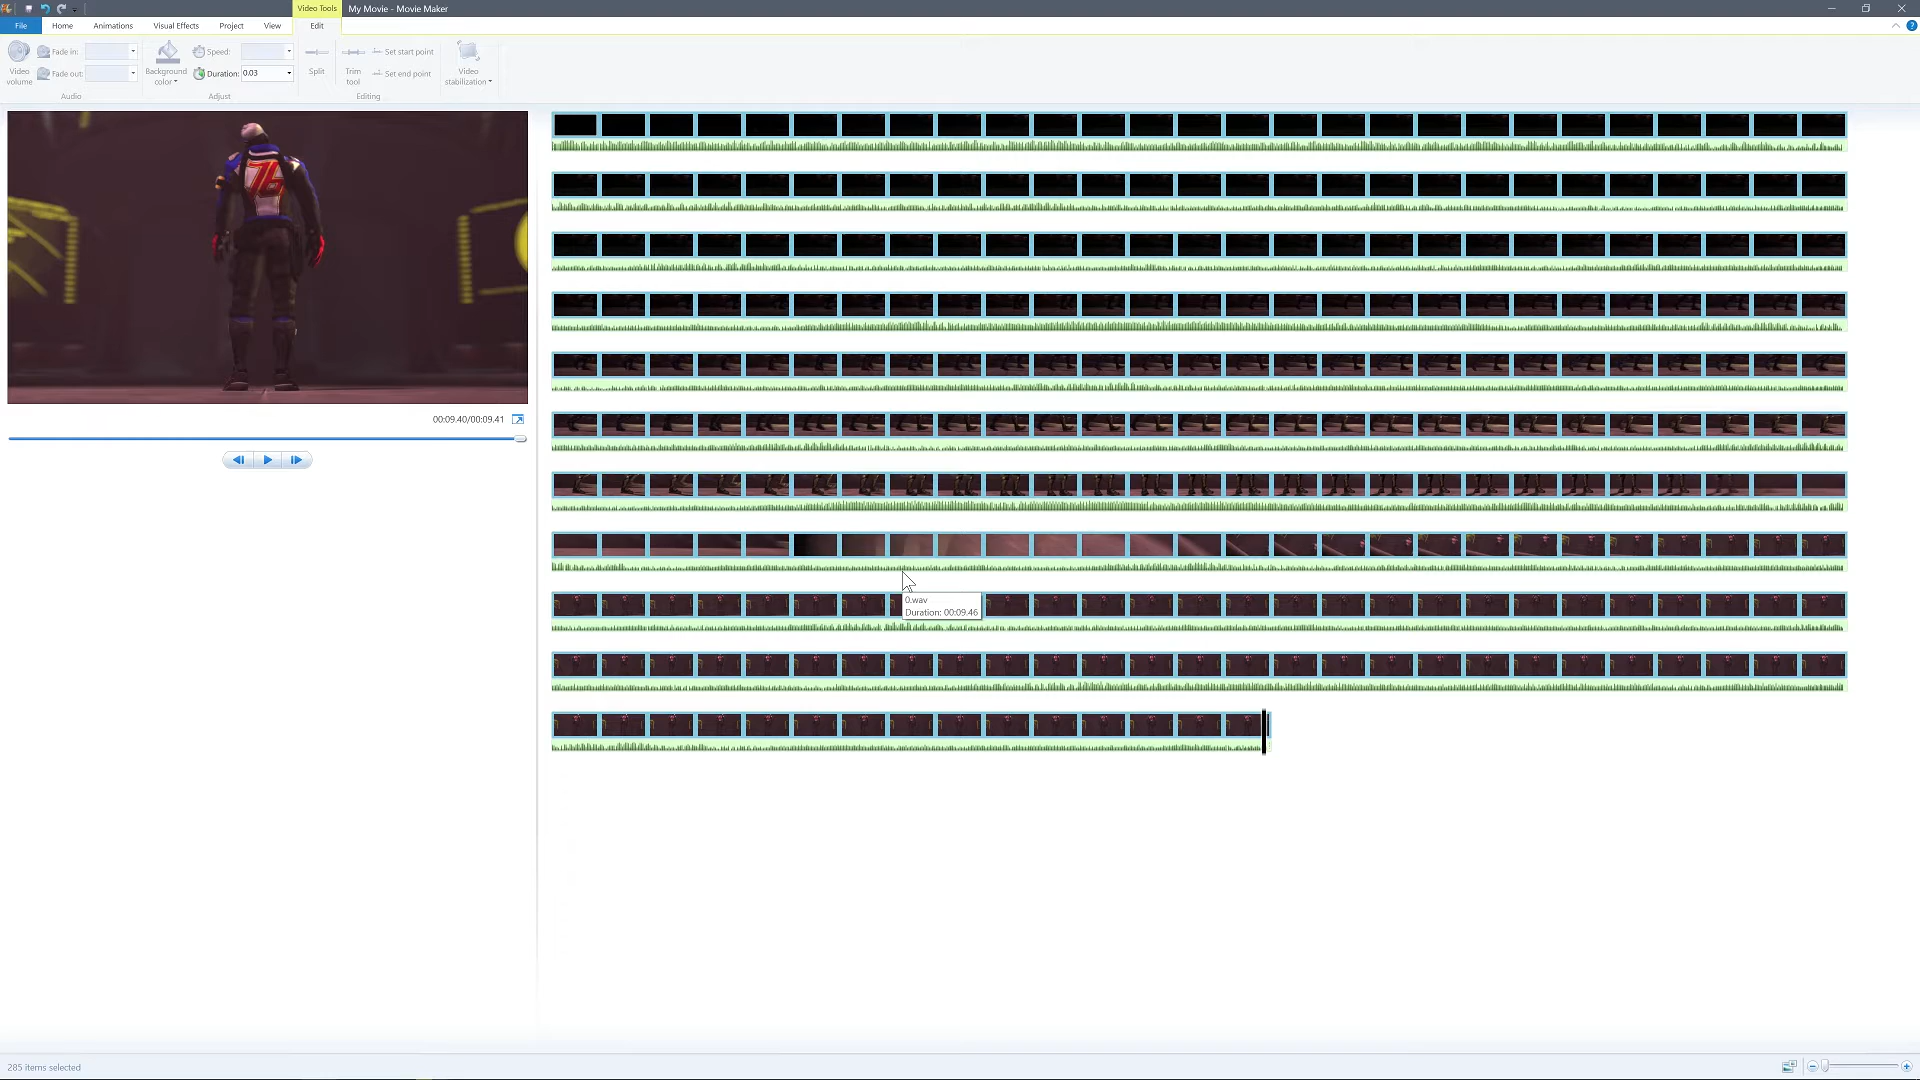 Video Tools
My Movie - Movie Maker
File
Home
Animations
Visual Effects
Project
View
Edit
Video volume
Fade in:
Fade out:
Audio
Background color
Speed:
Duration: 0.03
Adjust
Split
Trim tool
Set start point
Set end point
Editing
Video stabilization
76
00:09.40/00:09.41
0.wav
Duration: 00:09.46
285 items selected